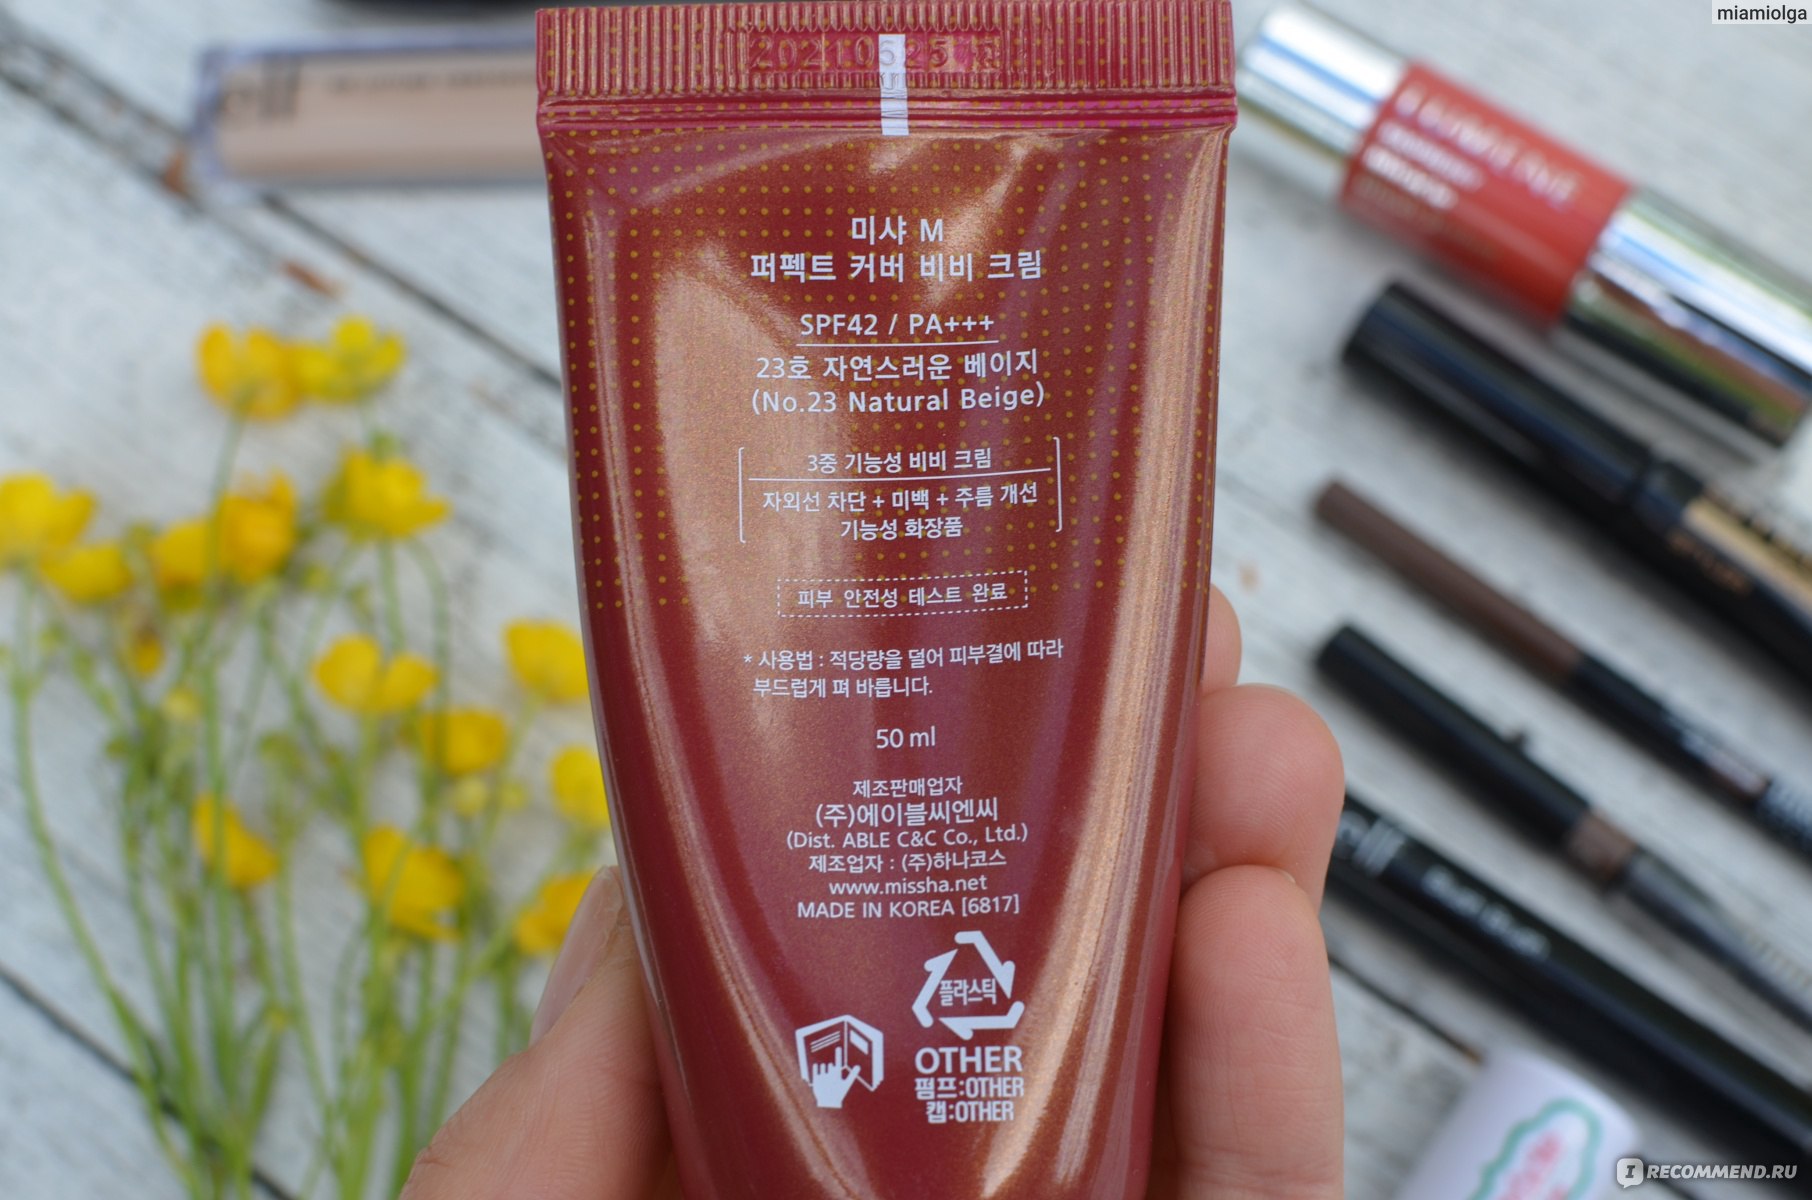 miamiolga
20210525
미샤 M
퍼펙트 커버 비비 크림
SPF42 / PA+++
23호 자연스러운 베이지
(No.23 Natural Beige)
3중 기능성 비비 크림
자외선 차단 + 미백 + 주름 개선
기능성 화장품
피부 안전성 테스트 완료
* 사용법 : 적당량을 덜어 피부결에 따라
부드럽게 펴 바릅니다.
50 ml
제조판매업자
(주)에이블씨엔씨
(Dist. ABLE C&C Co., Ltd.)
제조업자 : (주)하나코스
www.missha.net
MADE IN KOREA [6817]
플라스틱
OTHER
펌프:OTHER
캡:OTHER
elf
IRECOMMEND.RU